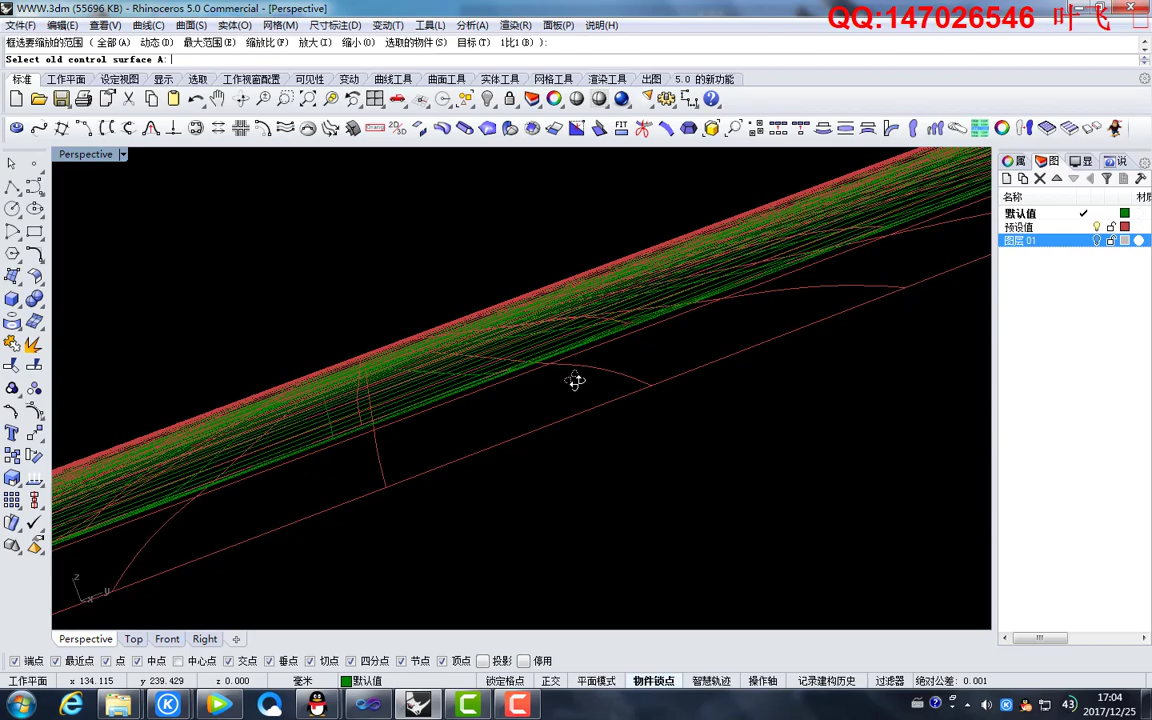 WWW.3dm (55696 KB) - Rhinoceros 5.0 Commercial - [Perspective]
QQ:147026546 叶飞
文件(F) 编辑(E) 查看(V) 曲线(C) 曲面(S) 实体(O) 网格(M) 尺寸标注(D) 变动(T) 工具(L) 分析(A) 渲染(R) 面板(P) 说明(H)
框选要缩放的范围 ( 全部(A) 动态(D) 最大范围(E) 缩放比(F) 放大(I) 缩小(O) 选取的物件(S) 目标(T) 1比1(B) ):
Select old control surface A:
标准 工作平面 设定视图 显示 选取 工作视窗配置 可见性 变动 曲线工具 曲面工具 实体工具 网格工具 渲染工具 出图 5.0 的新功能
Perspective
属 图 显 说
名称 材
默认值
预设值
图层 01
z
x y
Perspective Top Front Right
端点 最近点 点 中点 中心点 交点 垂点 切点 四分点 节点 顶点 投影 停用
工作平面 x 134.115 y 239.429 z 0.000 毫米 默认值 锁定格点 正交 平面模式 物件锁点 智慧轨迹 操作轴 记录建构历史 过滤器 绝对公差: 0.001
17:04
2017/12/25